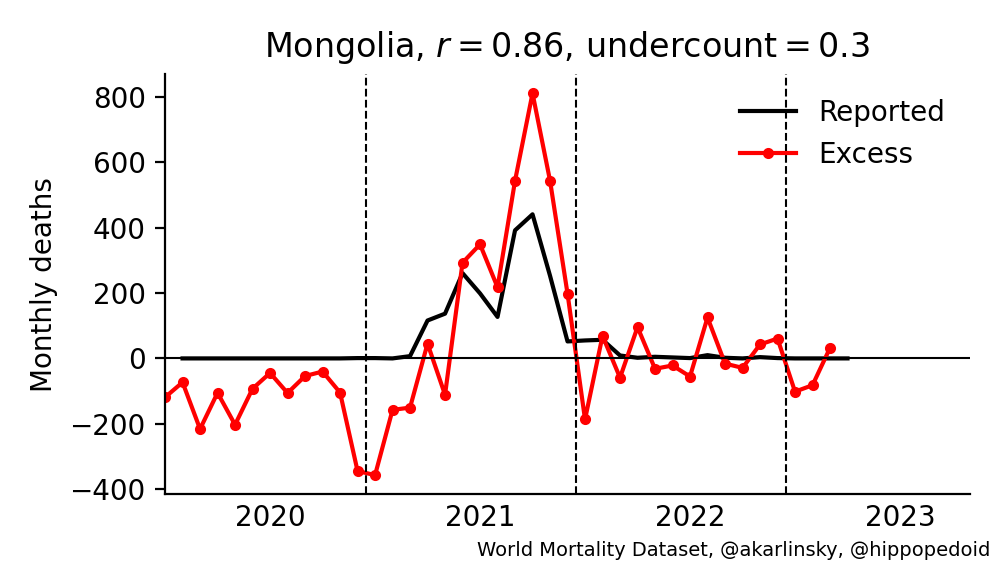 Mongolia, r = 0.86, undercount = 0.3
Monthly deaths
800
600
400
200
0
−200
−400
Reported
Excess
2020 2021 2022 2023
World Mortality Dataset, @akarlinsky, @hippopedoid